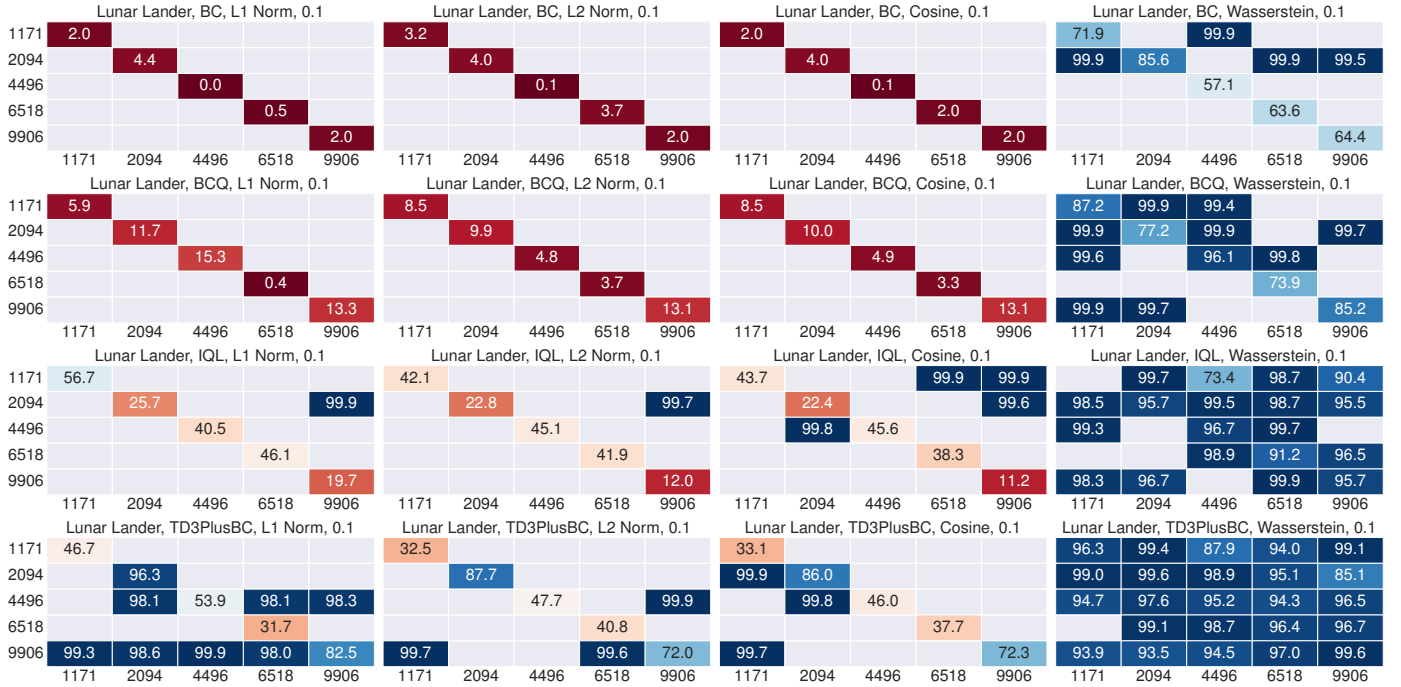 Lunar Lander, BC, L1 Norm, 0.1 Lunar Lander, BC, L2 Norm, 0.1 Lunar Lander, BC, Cosine, 0.1 Lunar Lander, BC, Wasserstein, 0.1
1171 2.0 3.2 2.0 71.9 99.9
2094 4.4 4.0 4.0 99.9 85.6 99.9 99.5
4496 0.0 0.1 0.1 57.1
6518 0.5 3.7 2.0 63.6
9906 2.0 2.0 2.0 64.4
1171 2094 4496 6518 9906 1171 2094 4496 6518 9906 1171 2094 4496 6518 9906 1171 2094 4496 6518 9906
Lunar Lander, BCQ, L1 Norm, 0.1 Lunar Lander, BCQ, L2 Norm, 0.1 Lunar Lander, BCQ, Cosine, 0.1 Lunar Lander, BCQ, Wasserstein, 0.1
1171 5.9 8.5 8.5 87.2 99.9 99.4
2094 11.7 9.9 10.0 99.9 77.2 99.9 99.7
4496 15.3 4.8 4.9 99.6 96.1 99.8
6518 0.4 3.7 3.3 73.9
9906 13.3 13.1 13.1 99.9 99.7 85.2
1171 2094 4496 6518 9906 1171 2094 4496 6518 9906 1171 2094 4496 6518 9906 1171 2094 4496 6518 9906
Lunar Lander, IQL, L1 Norm, 0.1 Lunar Lander, IQL, L2 Norm, 0.1 Lunar Lander, IQL, Cosine, 0.1 Lunar Lander, IQL, Wasserstein, 0.1
1171 56.7 42.1 43.7 99.9 99.9 99.7 73.4 98.7 90.4
2094 25.7 99.9 22.8 99.7 22.4 99.6 98.5 95.7 99.5 98.7 95.5
4496 40.5 45.1 99.8 45.6 99.3 96.7 99.7
6518 46.1 41.9 38.3 98.9 91.2 96.5
9906 19.7 12.0 11.2 98.3 96.7 99.9 95.7
1171 2094 4496 6518 9906 1171 2094 4496 6518 9906 1171 2094 4496 6518 9906 1171 2094 4496 6518 9906
Lunar Lander, TD3PlusBC, L1 Norm, 0.1 Lunar Lander, TD3PlusBC, L2 Norm, 0.1 Lunar Lander, TD3PlusBC, Cosine, 0.1 Lunar Lander, TD3PlusBC, Wasserstein, 0.1
1171 46.7 32.5 33.1 96.3 99.4 87.9 94.0 99.1
2094 96.3 87.7 99.9 86.0 99.0 99.6 98.9 95.1 85.1
4496 98.1 53.9 98.1 98.3 47.7 99.9 99.8 46.0 94.7 97.6 95.2 94.3 96.5
6518 31.7 40.8 37.7 99.1 98.7 96.4 96.7
9906 99.3 98.6 99.9 98.0 82.5 99.7 99.6 72.0 99.7 72.3 93.9 93.5 94.5 97.0 99.6
1171 2094 4496 6518 9906 1171 2094 4496 6518 9906 1171 2094 4496 6518 9906 1171 2094 4496 6518 9906